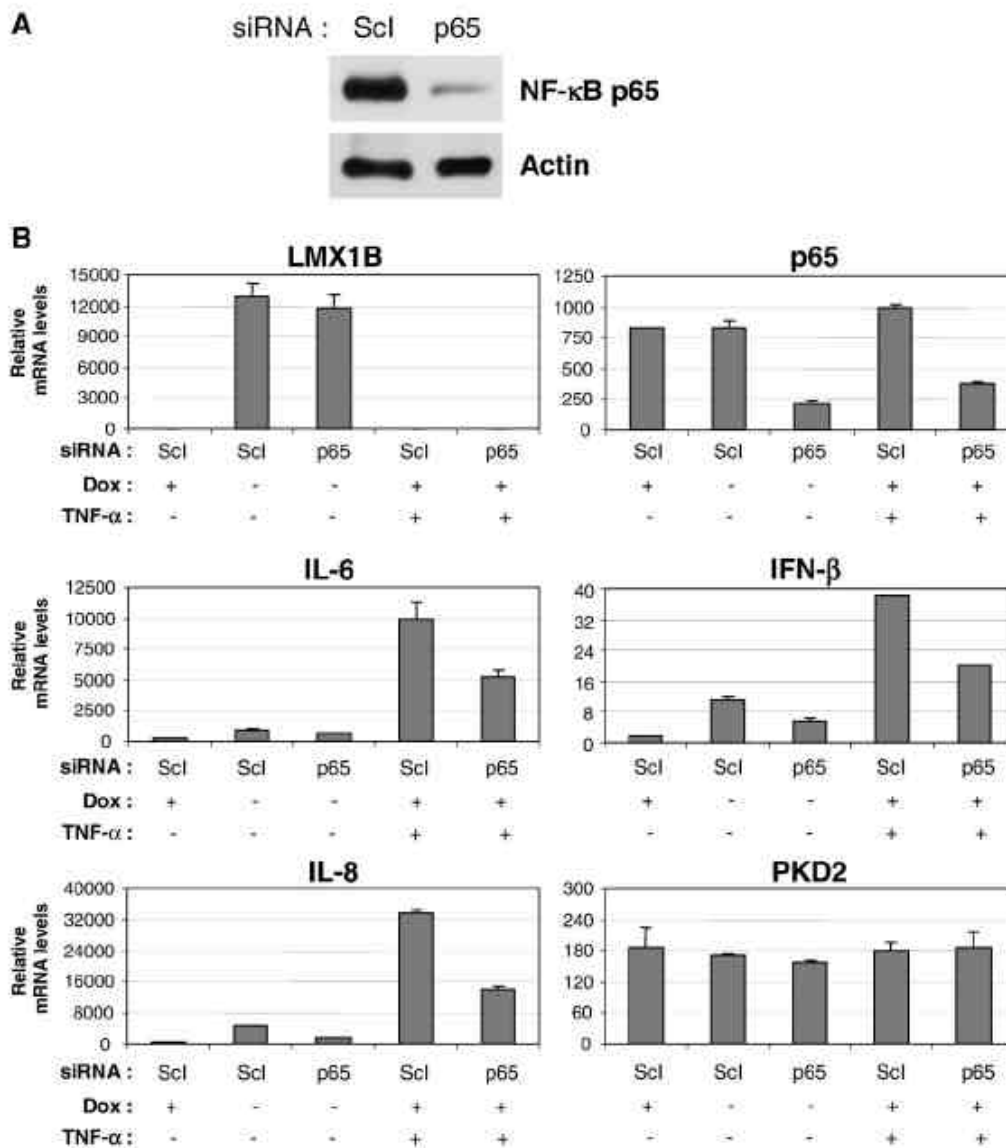 A
siRNA : Scl p65
NF-κB p65
Actin
B
LMX1B
Relative mRNA levels
15000
12000
9000
6000
3000
0
siRNA : Scl Scl p65 Scl p65
Dox : + - - + +
TNF-α : - - - + +
p65
1250
1000
750
500
250
0
Scl Scl p65 Scl p65
+ - - + +
- - - + +
IL-6
Relative mRNA levels
12500
10000
7500
5000
2500
0
siRNA : Scl Scl p65 Scl p65
Dox : + - - + +
TNF-α : - - - + +
IFN-β
40
32
24
16
8
0
Scl Scl p65 Scl p65
+ - - + +
- - - + +
IL-8
Relative mRNA levels
40000
32000
24000
16000
8000
0
siRNA : Scl Scl p65 Scl p65
Dox : + - - + +
TNF-α : - - - + +
PKD2
300
240
180
120
60
0
Scl Scl p65 Scl p65
+ - - + +
- - - + +